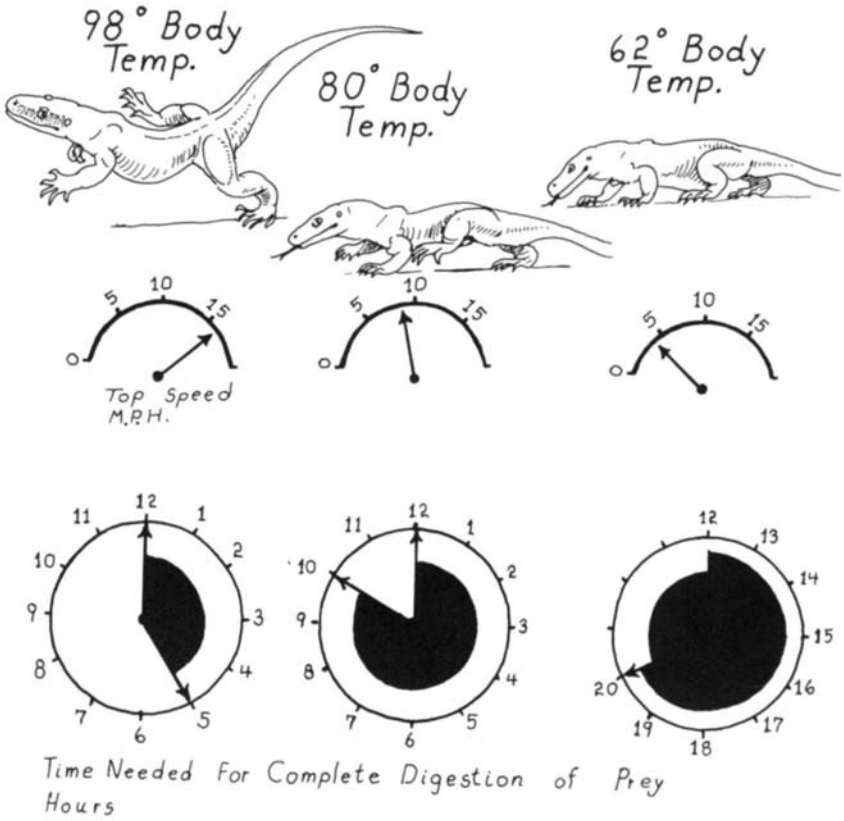 98° Body
Temp.
80° Body
Temp.
62° Body
Temp.
0 5 10 15
0 5 10 15
0 5 10 15
Top Speed
M.P.H.
12 1 2 3 4 5 6 7 8 9 10 11
12 1 2 3 4 5 6 7 8 9 10 11
12 13 14 15 16 17 18 19 20
Time Needed For Complete Digestion of Prey
Hours